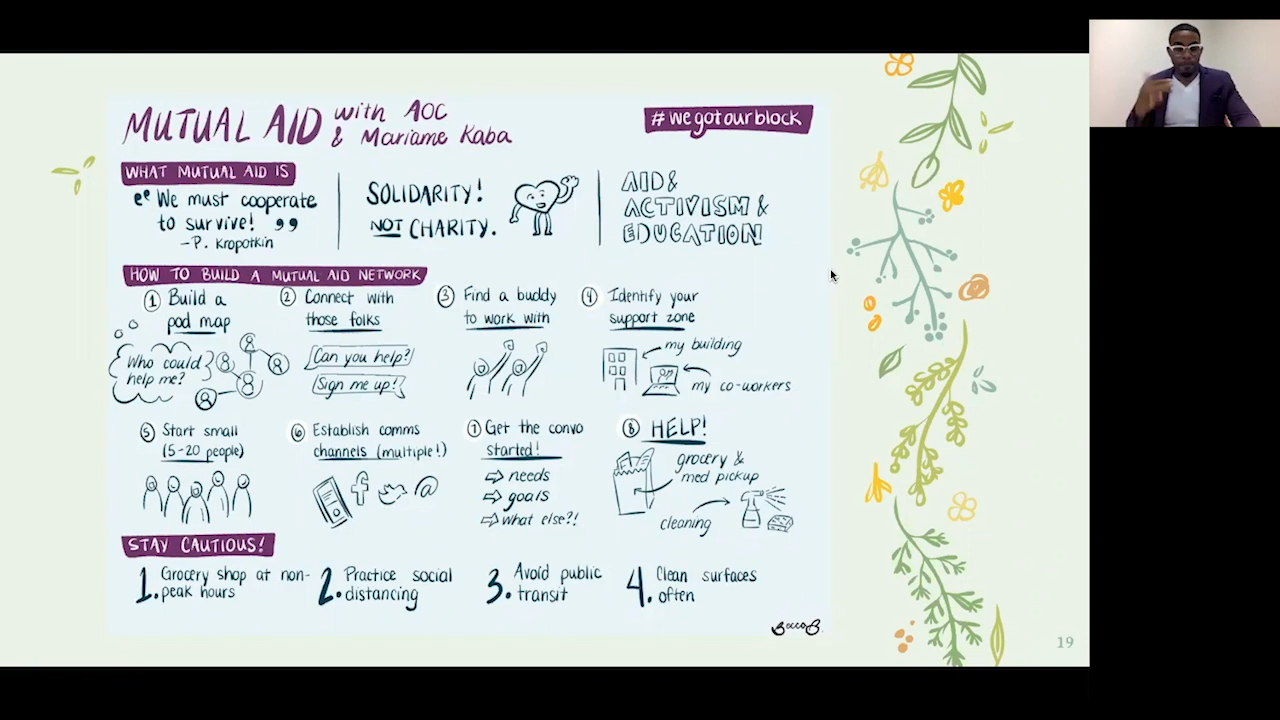 MUTUAL AID with AOC
& Mariame Kaba
#wegotourblock
WHAT MUTUAL AID IS
"We must cooperate
to survive!"
-P. Kropotkin
SOLIDARITY!
NOT CHARITY.
AID &
ACTIVISM &
EDUCATION!
HOW TO BUILD A MUTUAL AID NETWORK
1 Build a
pod map
Who could
help me?
2 Connect with
those folks
Can you help?
Sign me up!
3 Find a buddy
to work with
4 Identify your
support zone
my building
my co-workers
5 Start small
(5-20 people)
6 Establish comms
channels (multiple!)
@
7 Get the convo
started!
⇨ needs
⇨ goals
⇨ what else?!
8 HELP!
grocery &
med pickup
cleaning
STAY CAUTIOUS!
1. Grocery shop at non-
peak hours
2. Practice social
distancing
3. Avoid public
transit
4. Clean surfaces
often
19